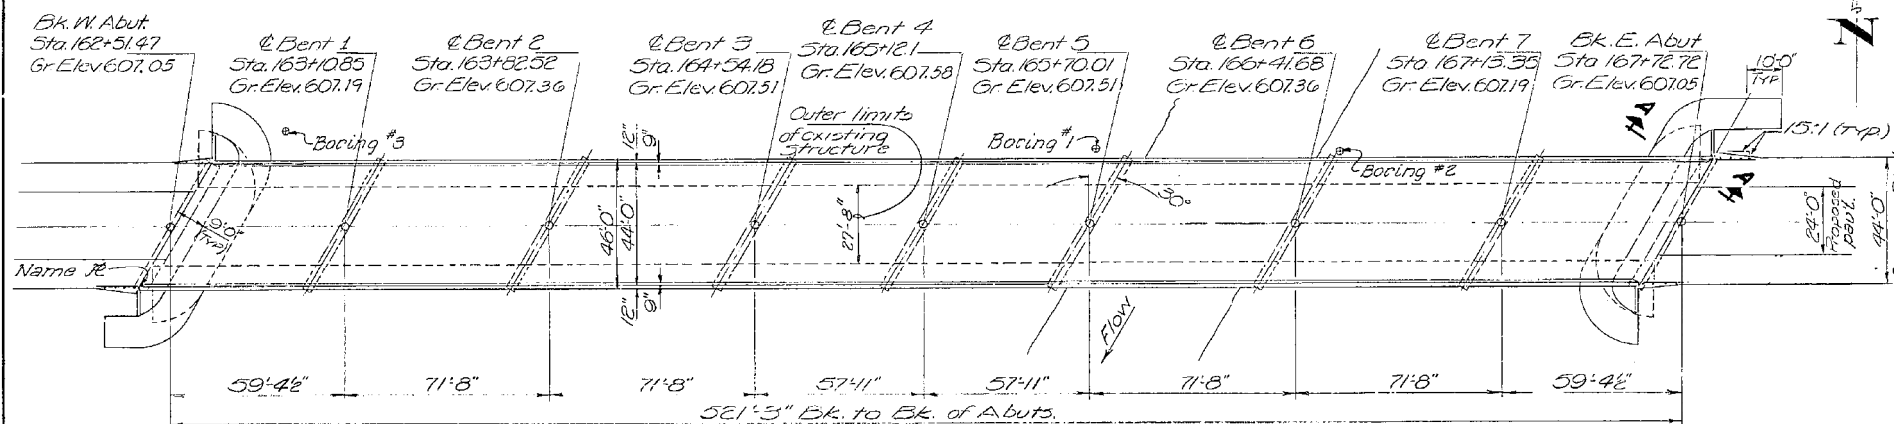 Bk. W. Abut.
Sta. 162+51.47
Gr. Elev 607.05
℄ Bent 1
Sta. 163+10.85
Gr. Elev. 607.19
℄ Bent 2
Sta. 163+82.52
Gr. Elev. 607.36
℄ Bent 3
Sta. 164+54.18
Gr. Elev. 607.51
℄ Bent 4
Sta. 165+12.1
Gr. Elev. 607.58
℄ Bent 5
Sta. 165+70.01
Gr. Elev. 607.51
℄ Bent 6
Sta. 166+41.68
Gr. Elev. 607.36
℄ Bent 7
Sta 167+13.35
Gr. Elev. 607.19
Bk. E. Abut
Sta 167+72.72
Gr. Elev. 607.05
N
10'-0"
TYP
Boring #3
12"
9"
Outer limits
of existing
structure
Boring #1
30°
Boring #2
A
1.5:1 (TYP.)
A
TYP.
46'-0"
44'-0"
27'-8"
24'-0"
Proposed
44'-0"
Name ℄
12"
9"
FLOW
59'-4½"
71'-8"
71'-8"
57'-11"
57'-11"
71'-8"
71'-8"
59'-4½"
521'-3" Bk. to Bk. of Abuts.